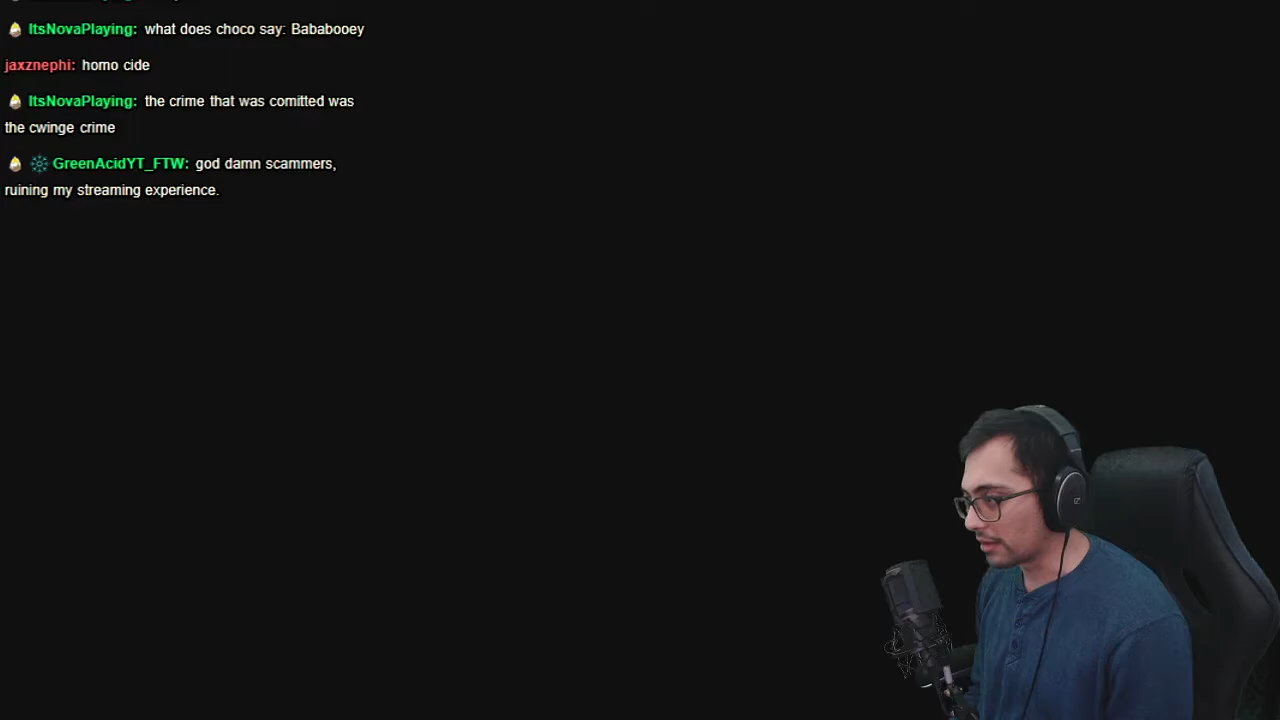 ItsNovaPlaying: what does choco say: Bababooey
jaxznephi: homo cide
ItsNovaPlaying: the crime that was comitted was
the cwinge crime
GreenAcidYT_FTW: god damn scammers,
ruining my streaming experience.